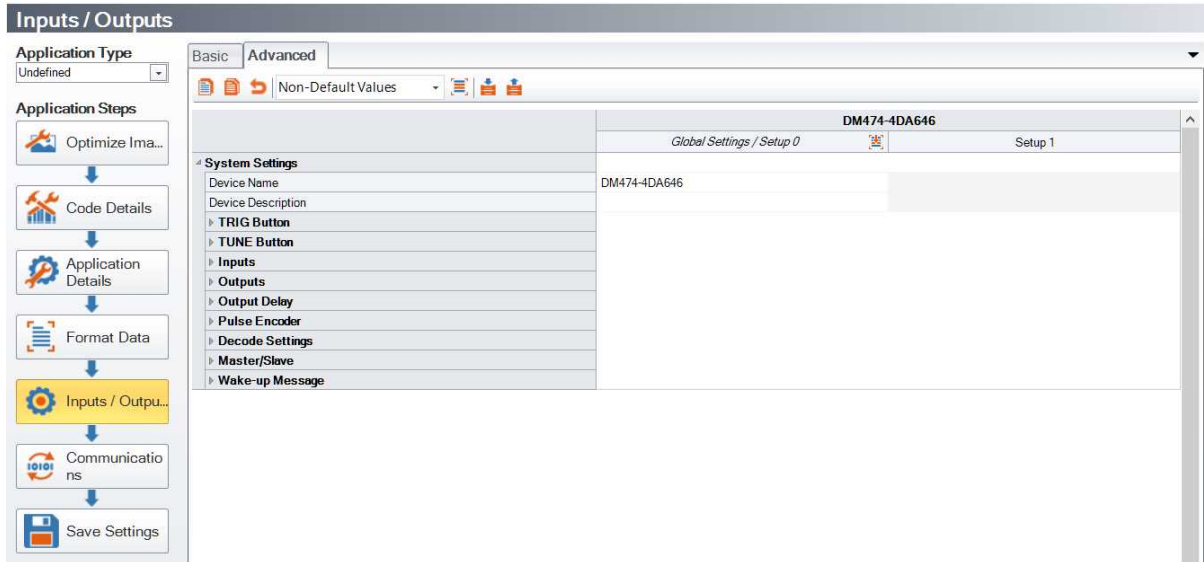 Inputs / Outputs
Application Type
Undefined
Application Steps
Optimize Ima...
Code Details
Application
Details
Format Data
Inputs / Outpu...
Communicatio
ns
Save Settings
Basic
Advanced
Non-Default Values
DM474-4DA646
Global Settings / Setup 0
Setup 1
System Settings
Device Name
DM474-4DA646
Device Description
TRIG Button
TUNE Button
Inputs
Outputs
Output Delay
Pulse Encoder
Decode Settings
Master/Slave
Wake-up Message